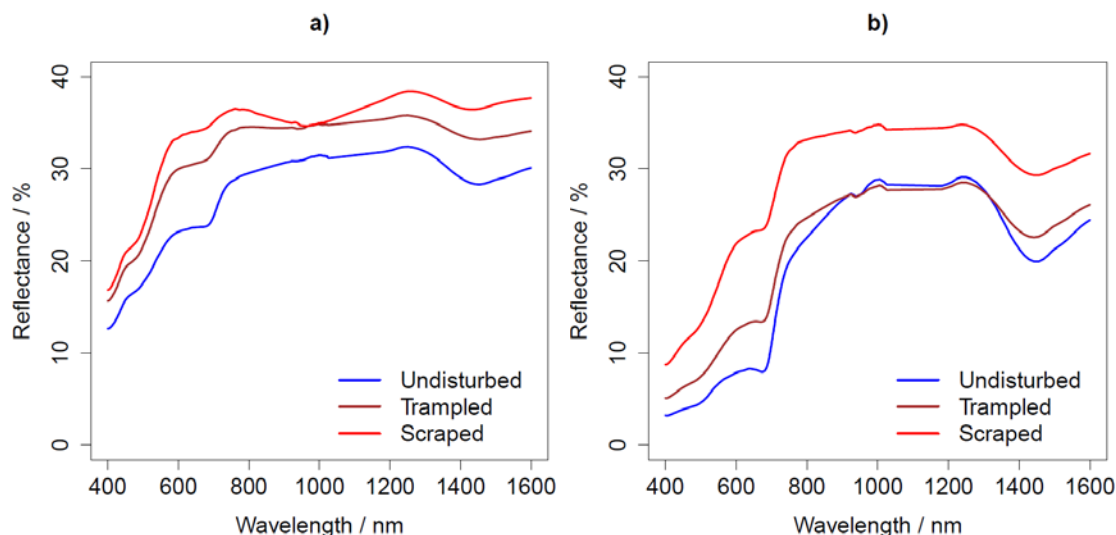 a)
Reflectance / %
40
30
20
10
0
Undisturbed
Trampled
Scraped
400 600 800 1000 1200 1400 1600
Wavelength / nm
b)
Reflectance / %
40
30
20
10
0
Undisturbed
Trampled
Scraped
400 600 800 1000 1200 1400 1600
Wavelength / nm